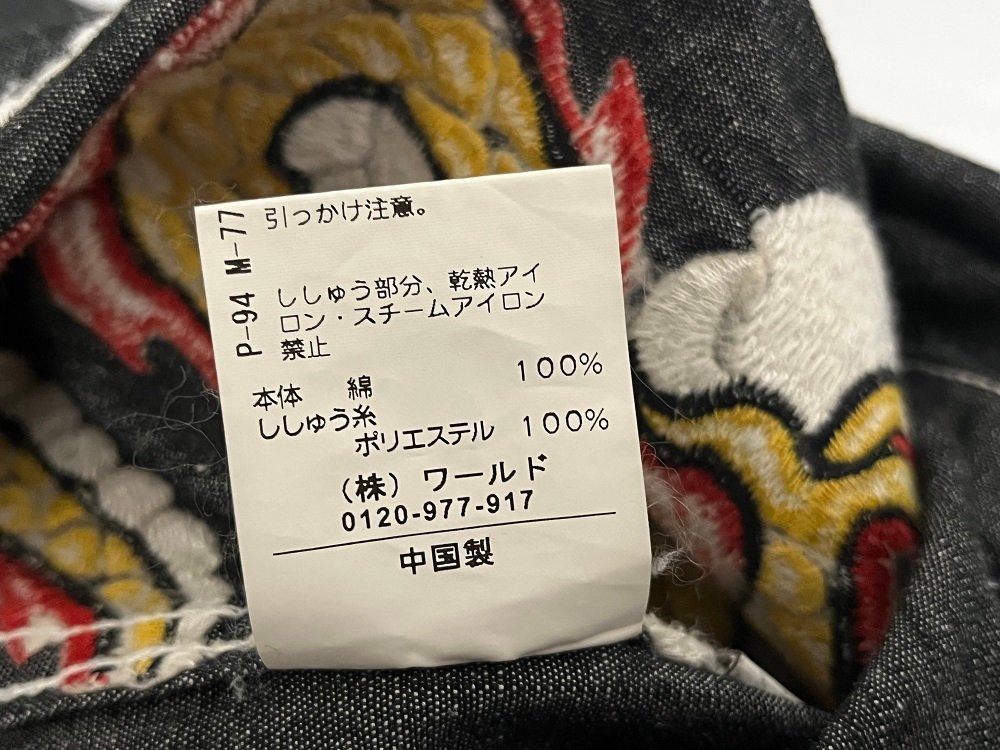 P-94 M-77
引っかけ注意。
ししゅう部分、乾熱アイ
ロン・スチームアイロン
禁止
本体 綿 100%
ししゅう糸
ポリエステル 100%
(株)ワールド
0120-977-917
中国製